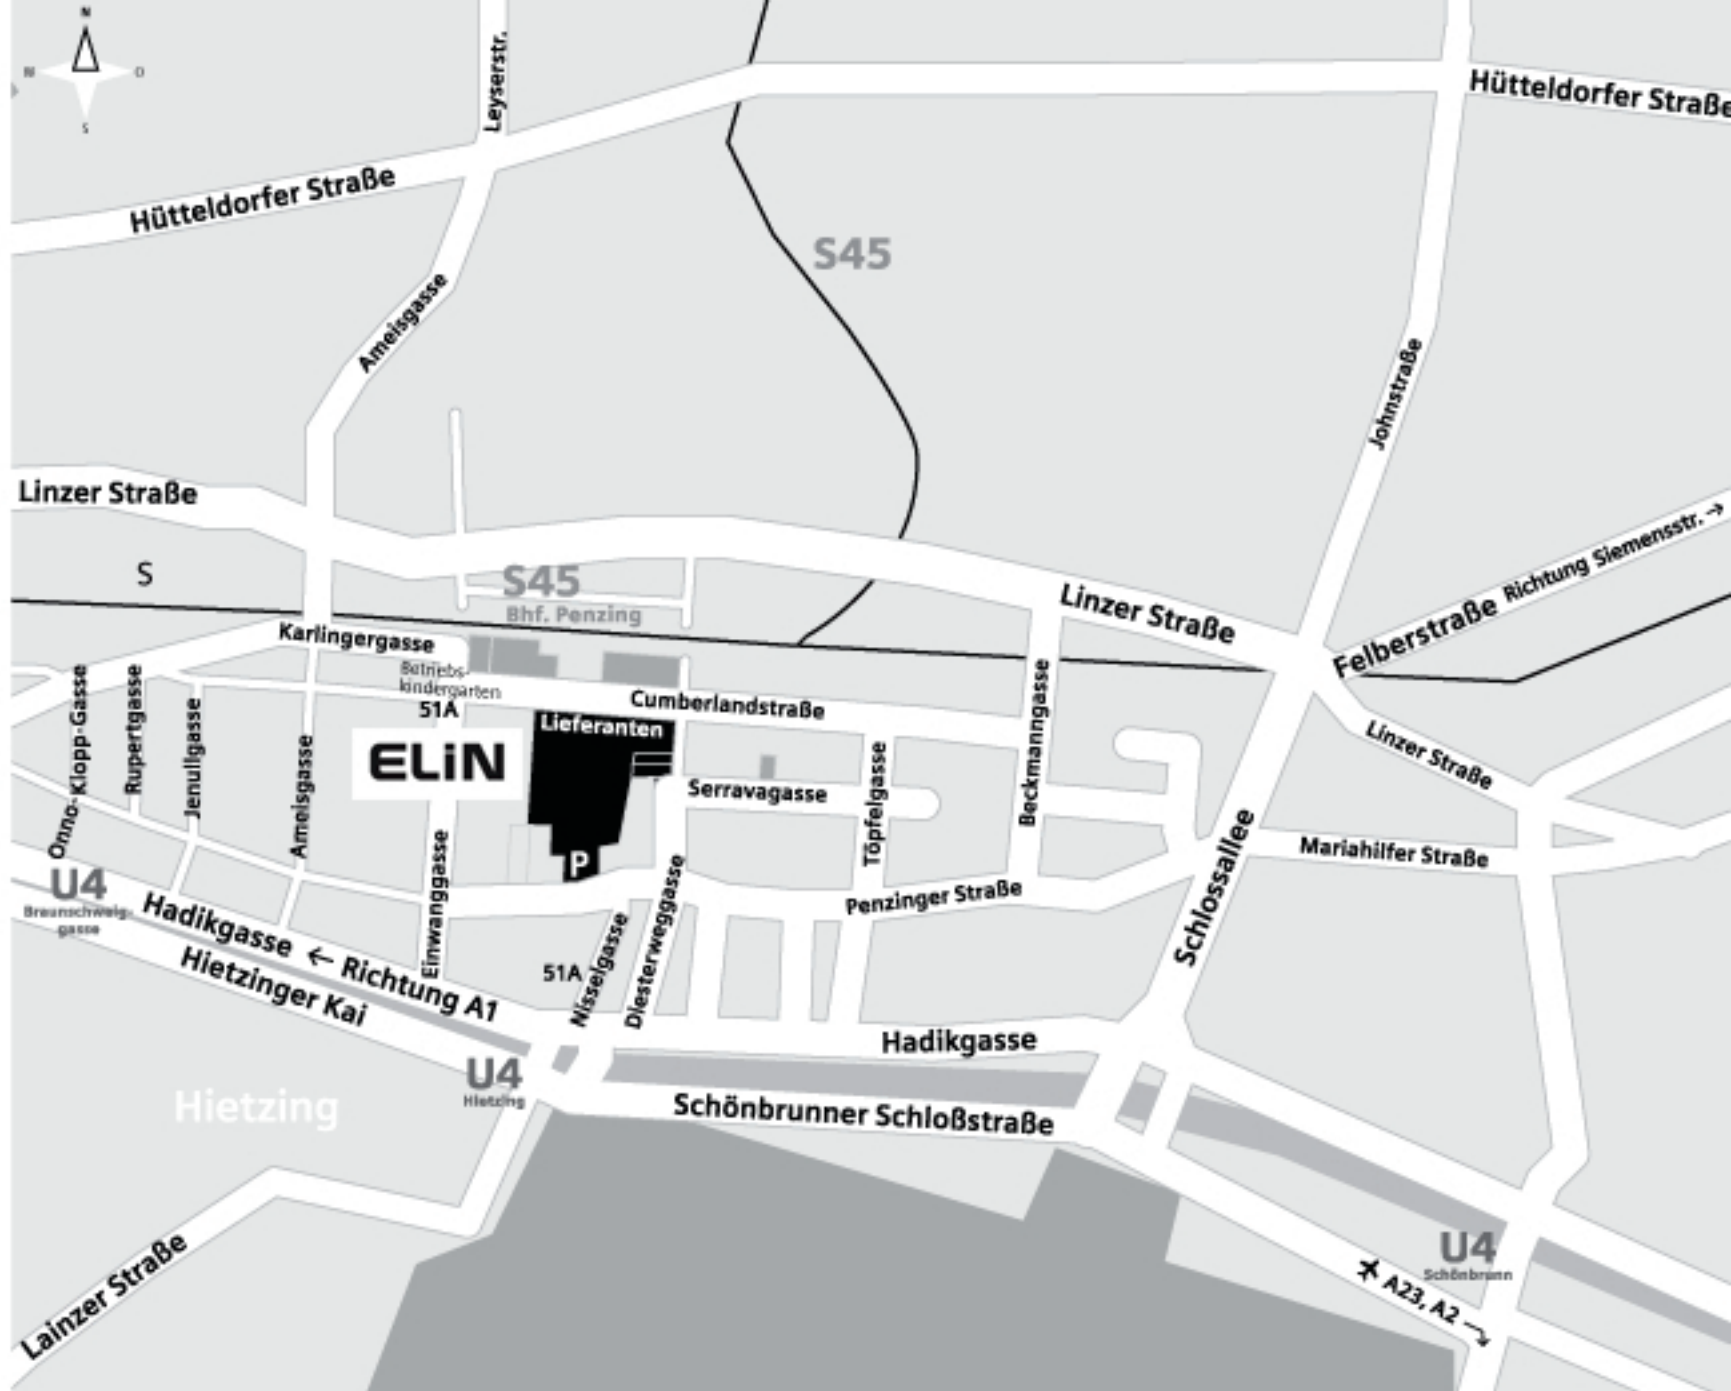 N
W
O
S
Leyserstr.
Hütteldorfer Straße
Hütteldorfer Straße
S45
Ameisgasse
Johnstraße
Linzer Straße
S
S45
Bhf. Penzing
Linzer Straße
Felberstraße Richtung Siemensstr. →
Karlingergasse
Betriebs-
kindergarten
51A
Cumberlandstraße
Lieferanten
ELiN
Onno-Klopp-Gasse
Rupertgasse
Jenullgasse
Ameisgasse
Einwanggasse
Serravagasse
Töpfelgasse
Beckmanngasse
Linzer Straße
Mariahilfer Straße
Schlossallee
P
Penzinger Straße
U4
Braunschweig-
gasse
Hadikgasse ← Richtung A1
Hietzinger Kai
51A
Nisselgasse
Diesterweggasse
Hadikgasse
U4
Hietzing
Hietzing
Schönbrunner Schloßstraße
Lainzer Straße
U4
Schönbrunn
A23, A2